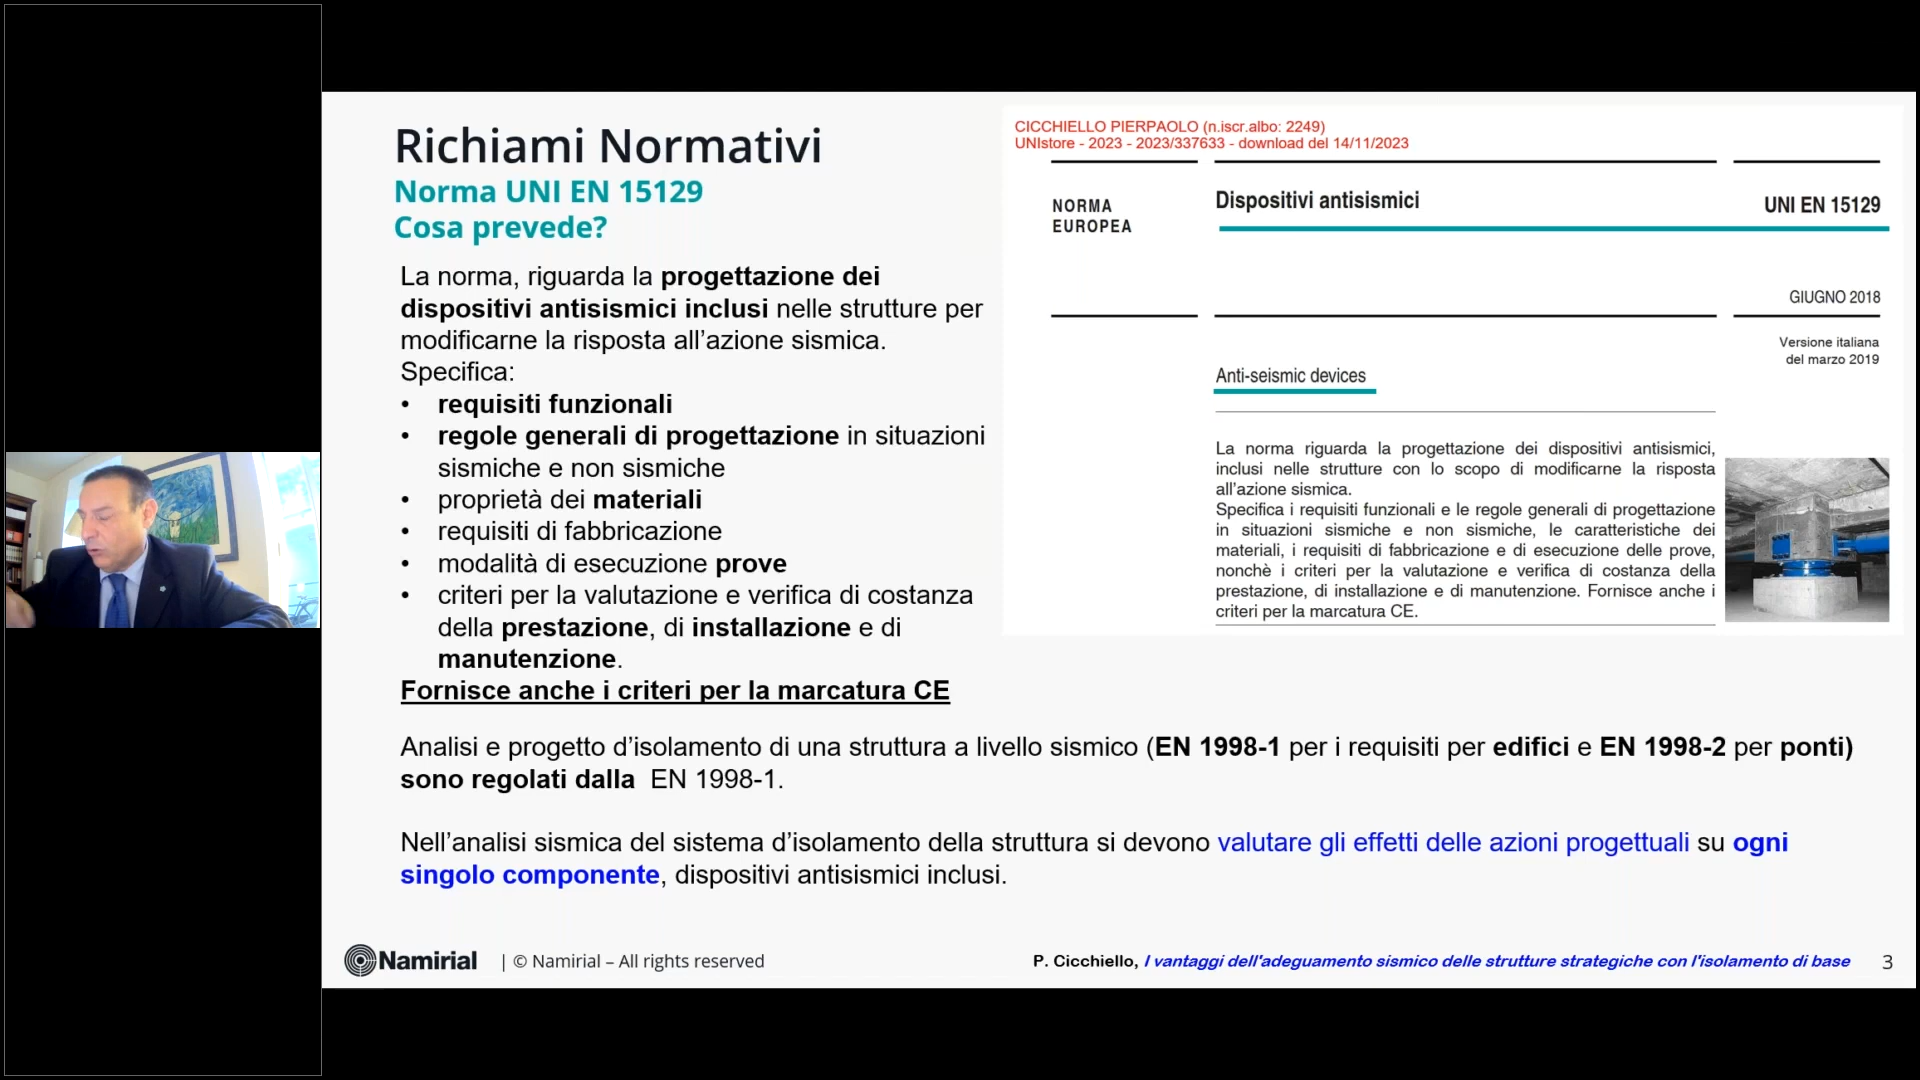 Richiami Normativi
Norma UNI EN 15129
Cosa prevede?
La norma, riguarda la progettazione dei
dispositivi antisismici inclusi nelle strutture per
modificarne la risposta all’azione sismica.
Specifica:
• requisiti funzionali
• regole generali di progettazione in situazioni
sismiche e non sismiche
• proprietà dei materiali
• requisiti di fabbricazione
• modalità di esecuzione prove
• criteri per la valutazione e verifica di costanza
della prestazione, di installazione e di
manutenzione.
Fornisce anche i criteri per la marcatura CE
CICCHIELLO PIERPAOLO (n.iscr.albo: 2249)
UNIstore - 2023 - 2023/337633 - download del 14/11/2023
NORMA
EUROPEA
Dispositivi antisismici
UNI EN 15129
GIUGNO 2018
Versione italiana
del marzo 2019
Anti-seismic devices
La norma riguarda la progettazione dei dispositivi antisismici,
inclusi nelle strutture con lo scopo di modificarne la risposta
all’azione sismica.
Specifica i requisiti funzionali e le regole generali di progettazione
in situazioni sismiche e non sismiche, le caratteristiche dei
materiali, i requisiti di fabbricazione e di esecuzione delle prove,
nonchè i criteri per la valutazione e verifica di costanza della
prestazione, di installazione e di manutenzione. Fornisce anche i
criteri per la marcatura CE.
Analisi e progetto d’isolamento di una struttura a livello sismico (EN 1998-1 per i requisiti per edifici e EN 1998-2 per ponti)
sono regolati dalla EN 1998-1.
Nell’analisi sismica del sistema d’isolamento della struttura si devono valutare gli effetti delle azioni progettuali su ogni
singolo componente, dispositivi antisismici inclusi.
Namirial | © Namirial – All rights reserved
P. Cicchiello, I vantaggi dell'adeguamento sismico delle strutture strategiche con l'isolamento di base
3